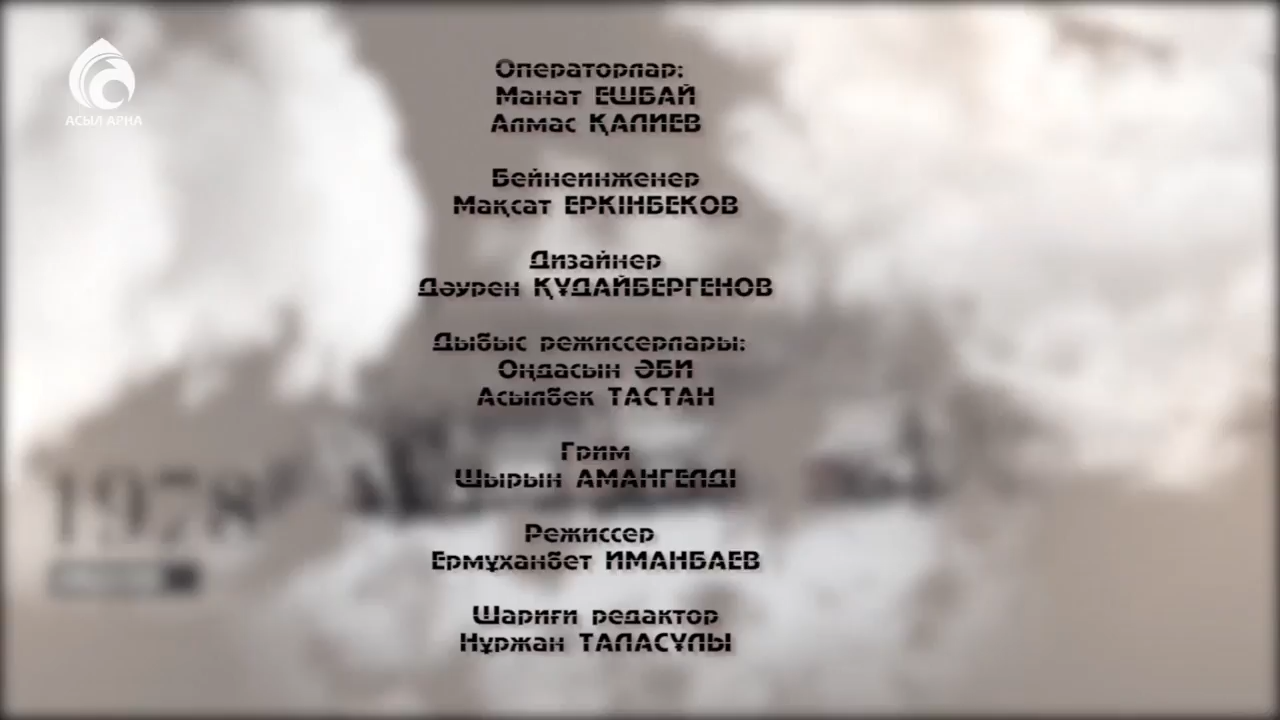 АСЫЛ АРНА
Операторлар:
Манат ЕШБАЙ
Алмас ҚАЛИЕВ
Бейнеинженер
Мақсат ЕРКІНБЕКОВ
Дизайнер
Дәурен ҚҰДАЙБЕРГЕНОВ
Дыбыс режиссерлары:
Оңдасын ӘБИ
Асылбек ТАСТАН
Грим
Шырын АМАНГЕЛДІ
Режиссер
Ермұханбет ИМАНБАЕВ
Шариғи редактор
Нұржан ТАЛАСҰЛЫ
1978